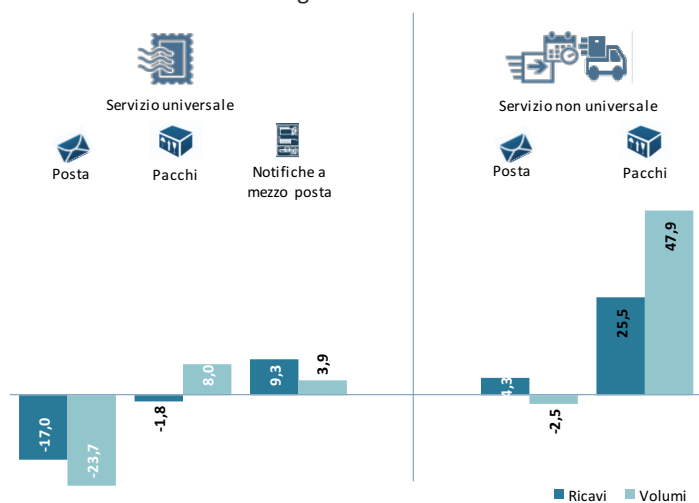 Servizio universale
Servizio non universale
Posta
Pacchi
Notifiche a
mezzo posta
Posta
Pacchi
-17,0
-23,7
-1,8
8,0
9,3
3,9
4,3
-2,5
25,5
47,9
Ricavi
Volumi